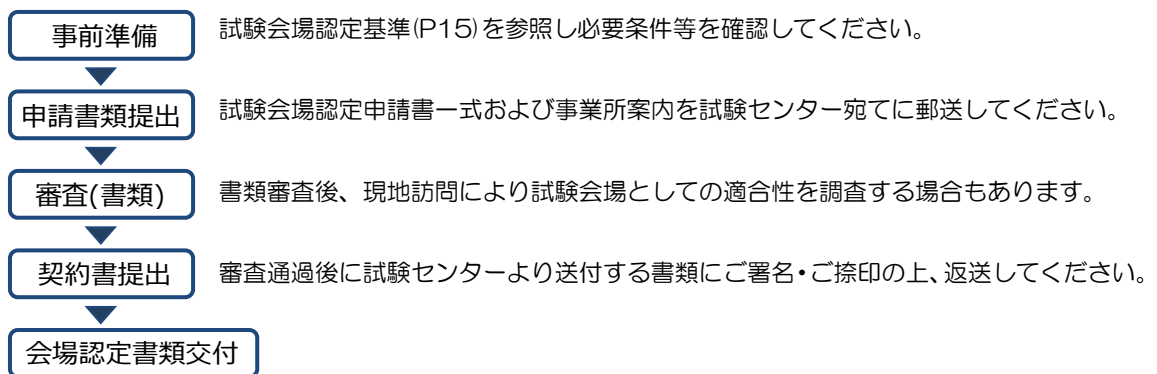 事前準備 試験会場認定基準(P15)を参照し必要条件等を確認してください。
申請書類提出 試験会場認定申請書一式および事業所案内を試験センター宛てに郵送してください。
審査(書類) 書類審査後、現地訪問により試験会場としての適合性を調査する場合もあります。
契約書提出 審査通過後に試験センターより送付する書類にご署名・ご捺印の上、返送してください。
会場認定書類交付